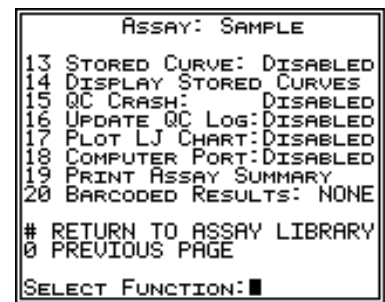 ASSAY: SAMPLE
13 STORED CURVE: DISABLED
14 DISPLAY STORED CURVES
15 QC CRASH: DISABLED
16 UPDATE QC LOG:DISABLED
17 PLOT LJ CHART:DISABLED
18 COMPUTER PORT:DISABLED
19 PRINT ASSAY SUMMARY
20 BARCODED RESULTS: NONE
# RETURN TO ASSAY LIBRARY
0 PREVIOUS PAGE
SELECT FUNCTION: